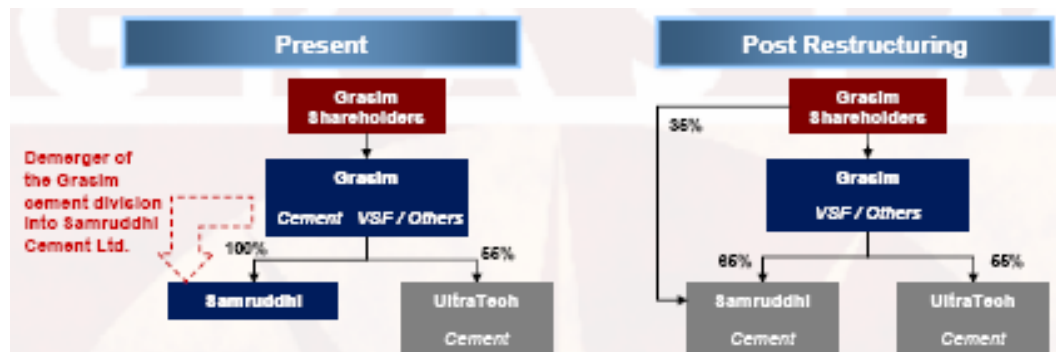 Present
Grasim
Shareholders
Demerger of
the Grasim
cement division
into Samruddhi
Cement Ltd.
Grasim
Cement VSF / Others
100%
55%
Samruddhi
UltraTech
Cement
Post Restructuring
Grasim
Shareholders
35%
Grasim
VSF / Others
65%
55%
Samruddhi
Cement
UltraTech
Cement